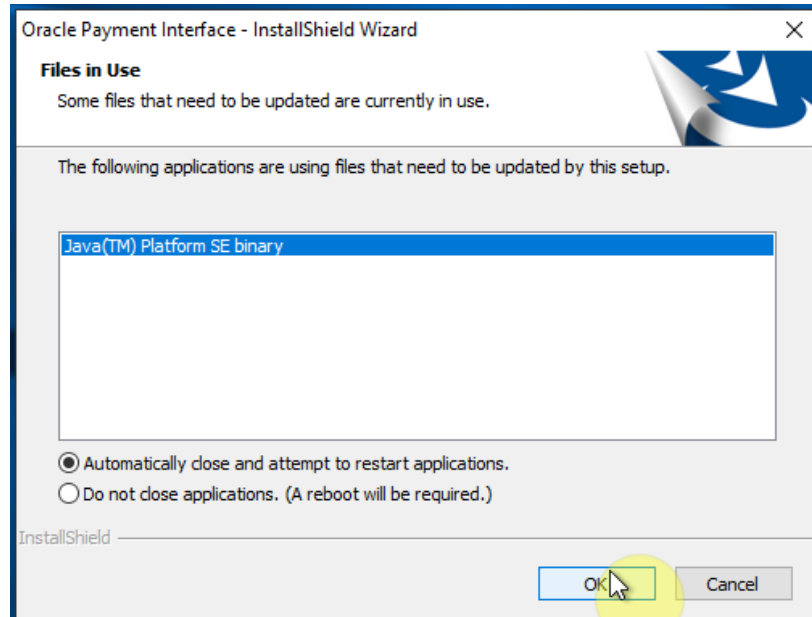 Oracle Payment Interface - InstallShield Wizard
Files in Use
Some files that need to be updated are currently in use.
The following applications are using files that need to be updated by this setup.
Java(TM) Platform SE binary
Automatically close and attempt to restart applications.
Do not close applications. (A reboot will be required.)
InstallShield
OK
Cancel